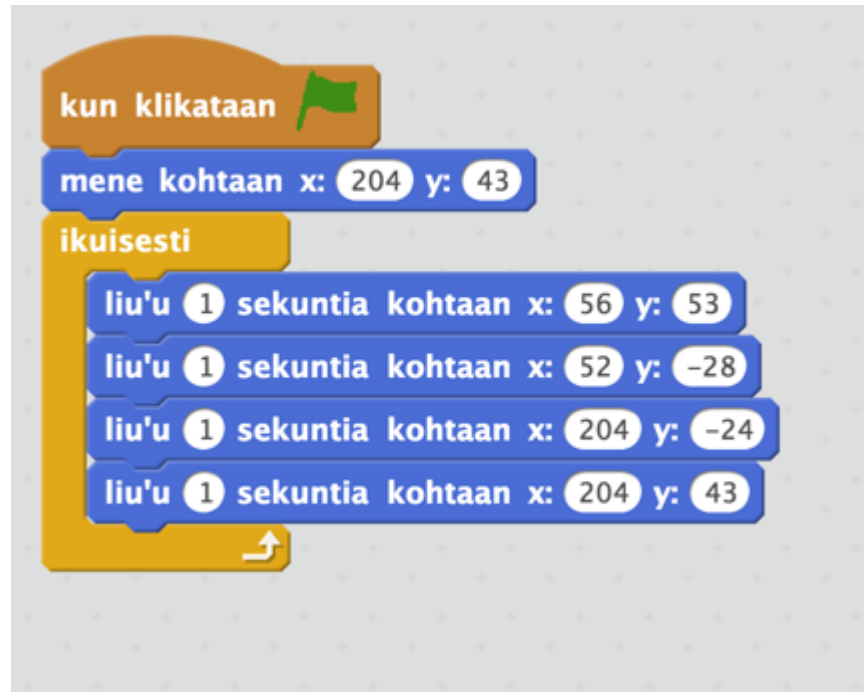 kun klikataan
mene kohtaan x: 204 y: 43
ikuisesti
liu'u 1 sekuntia kohtaan x: 56 y: 53
liu'u 1 sekuntia kohtaan x: 52 y: -28
liu'u 1 sekuntia kohtaan x: 204 y: -24
liu'u 1 sekuntia kohtaan x: 204 y: 43